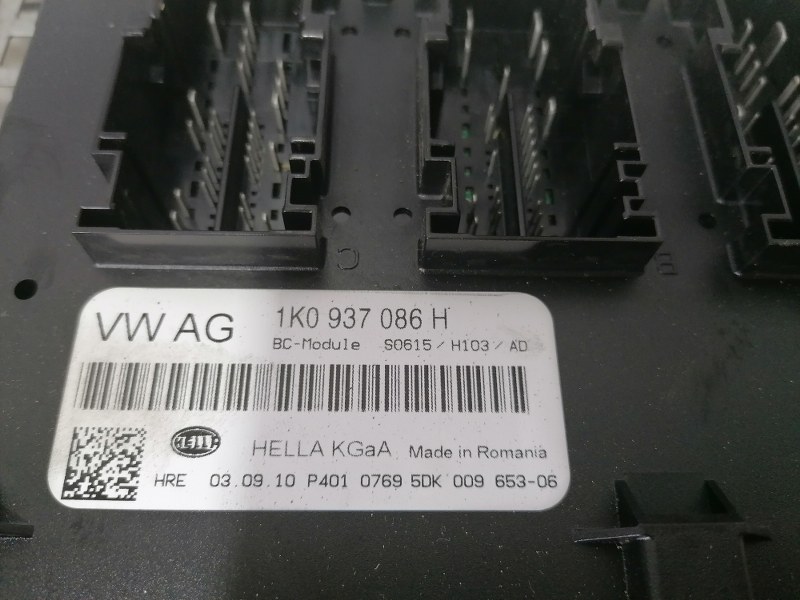 C
B
VW AG
1K0 937 086 H
BC-Module S0615 / H103 / AD
HELLA
HELLA KGaA Made in Romania
HRE 03.09.10 P401 0769 5DK 009 653-06